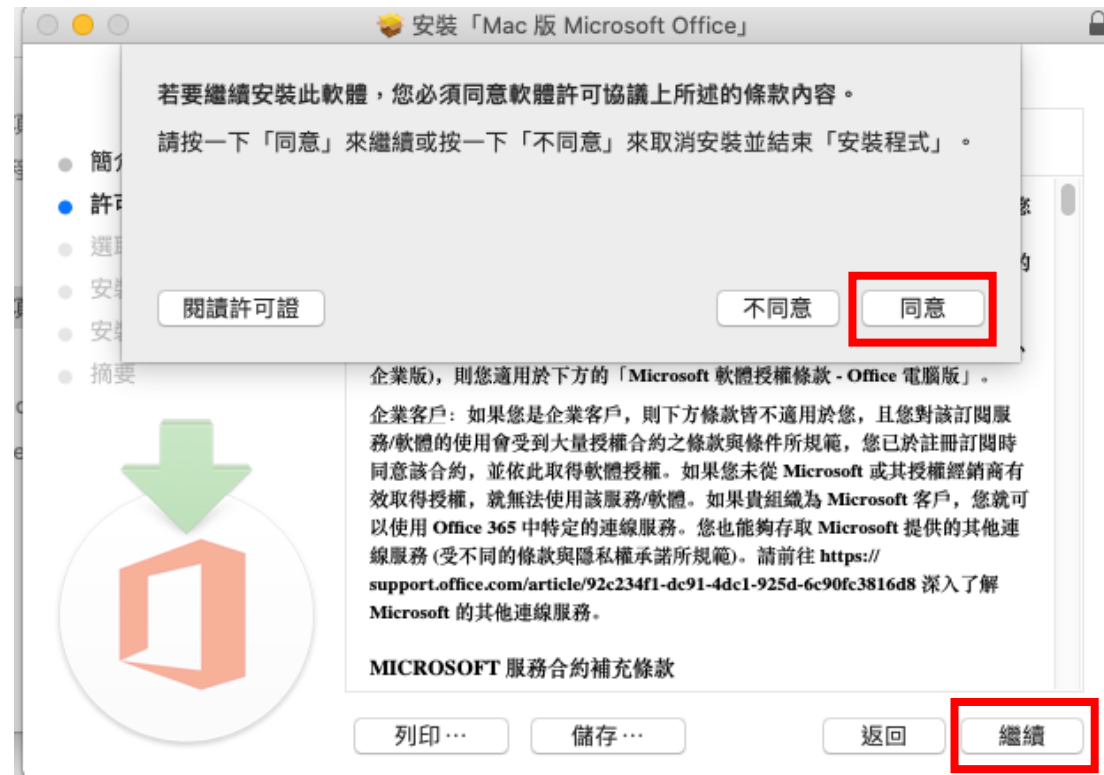 安裝「Mac 版 Microsoft Office」
若要繼續安裝此軟體,您必須同意軟體許可協議上所述的條款內容。
請按一下「同意」來繼續或按一下「不同意」來取消安裝並結束「安裝程式」。
閱讀許可證
不同意
同意
簡介
選
安
安
摘要
您
的
企業版),則您適用於下方的「Microsoft 軟體授權條款 - Office 電腦版」。
企業客戶:如果您是企業客戶,則下方條款皆不適用於您,且您對該訂閱服
務/軟體的使用會受到大量授權合約之條款與條件所規範,您已於註冊訂閱時
同意該合約,並依此取得軟體授權。如果您未從 Microsoft 或其授權經銷商有
效取得授權,就無法使用該服務/軟體。如果貴組織為 Microsoft 客戶,您就可
以使用 Office 365 中特定的連線服務。您也能夠存取 Microsoft 提供的其他連
線服務 (受不同的條款與隱私權承諾所規範)。請前往 https://
support.office.com/article/92c234f1-dc91-4dc1-925d-6c90fc3816d8 深入了解
Microsoft 的其他連線服務。
MICROSOFT 服務合約補充條款
列印…
儲存…
返回
繼續